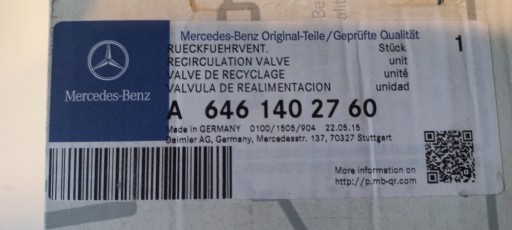 Mercedes-Benz Original-Teile/Geprüfte Qualität
RUECKFUEHRVENT. Stück 1
RECIRCULATION VALVE unit
VALVE DE RECYCLAGE unité
VALVULA DE REALIMENTACION unidad
Mercedes-Benz
A 646 140 27 60
Made in GERMANY 0100/1505/904 22.05.15
Daimler AG, Germany, Mercedesstr. 137, 70327 Stuttgart
More information on
http://p.mb-qr.com